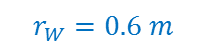 r_W = 0.6 m